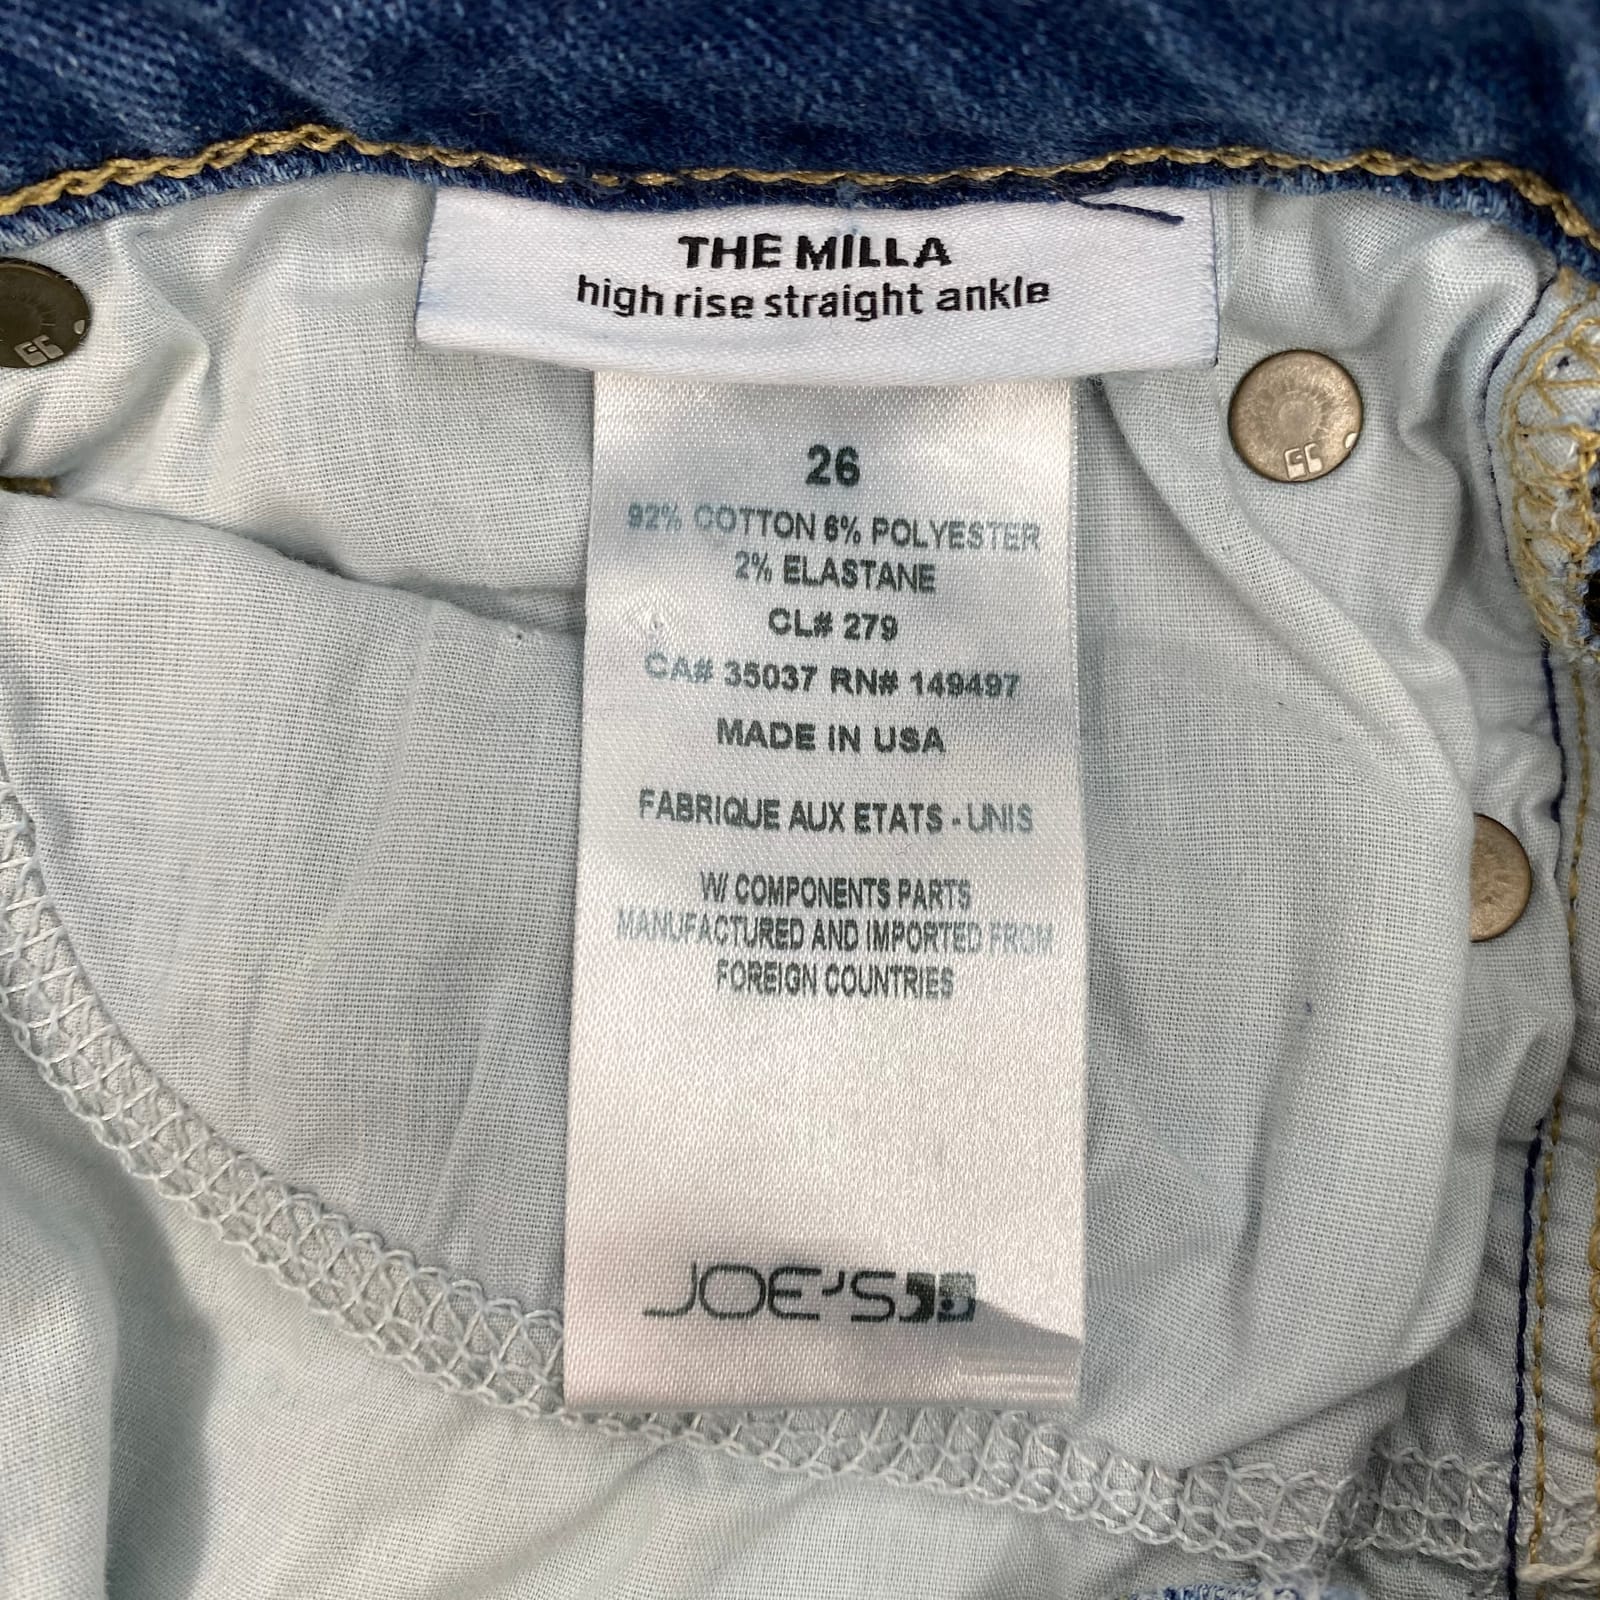 THE MILLA
high rise straight ankle
26
92% COTTON 6% POLYESTER
2% ELASTANE
CL# 279
CA# 35037 RN# 149497
MADE IN USA
FABRIQUE AUX ETATS - UNIS
W/ COMPONENTS PARTS
MANUFACTURED AND IMPORTED FROM
FOREIGN COUNTRIES
JOE'S